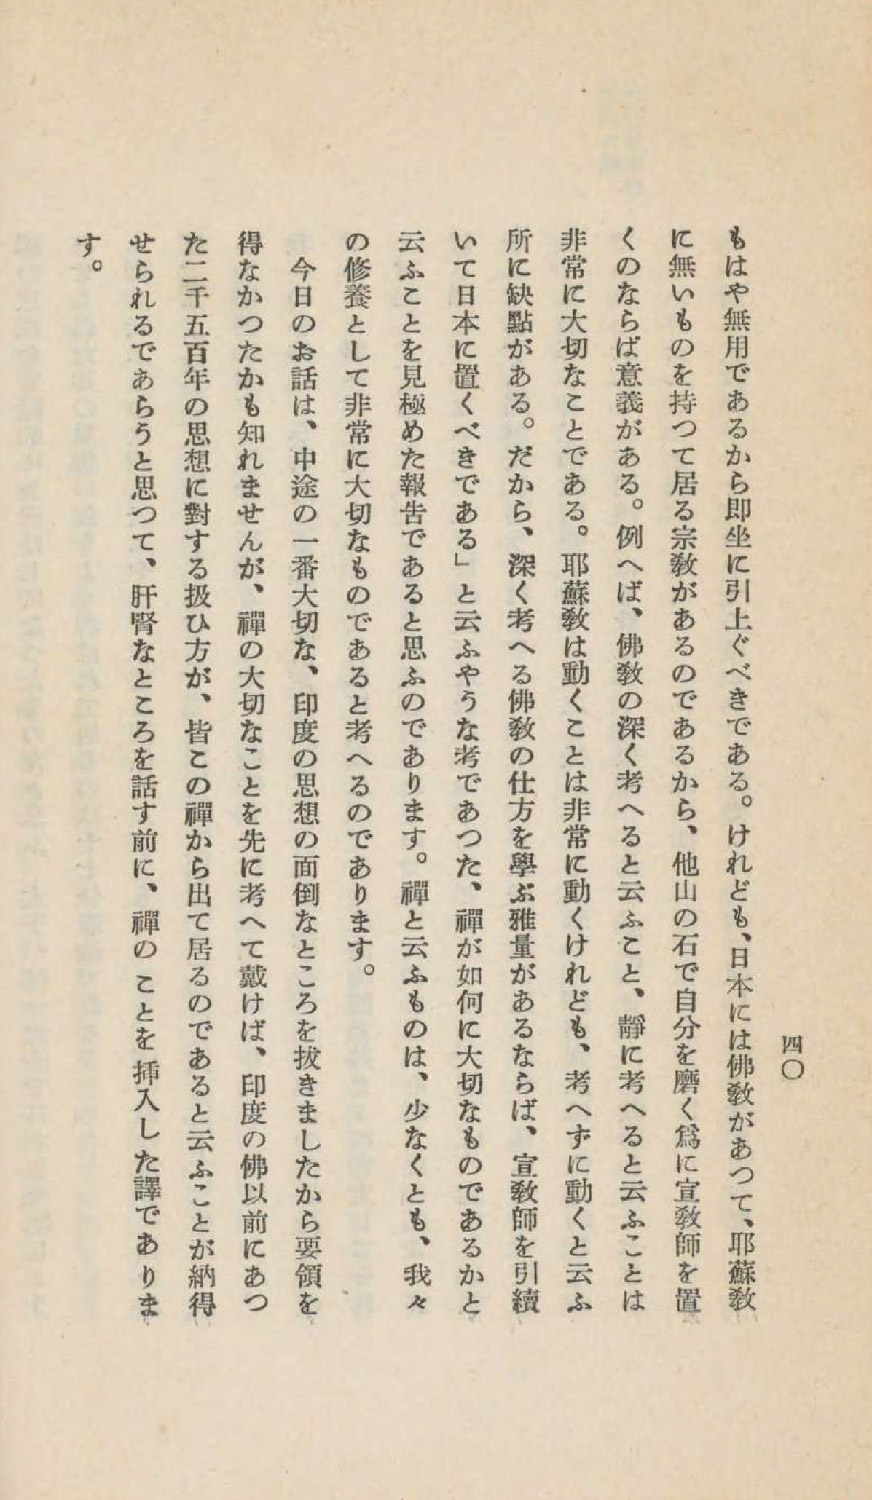 四〇
もはや無用であるから即坐に引上ぐべきである。けれども、日本には佛敎があつて、耶蘇敎
に無いものを持つて居る宗敎があるのであるから、他山の石で自分を磨く爲に宣敎師を置
くのならば意義がある。例へば、佛敎の深く考へると云ふこと、靜に考へると云ふことは
非常に大切なことである。耶蘇敎は動くことは非常に動くけれども、考へずに動くと云ふ
所に缺點がある。だから、深く考へる佛敎の仕方を學ぶ雅量があるならば、宣敎師を引續
いて日本に置くべきである」と云ふやうな考であつた、禪が如何に大切なものであるかと
云ふことを見極めた報吿であると思ふのであります。禪と云ふものは、少なくとも、我々
の修養として非常に大切なものであると考へるのであります。
今日のお話は、中途の一番大切な、印度の思想の面倒なところを拔きましたから要領を
得なかつたかも知れませんが、禪の大切なことを先に考へて戴けば、印度の佛以前にあつ
た二千五百年の思想に對する扱ひ方が、皆この禪から出て居るのであると云ふことが納得
せられるであらうと思つて、肝腎なところを話す前に、禪のことを挿入した譯でありま
す。